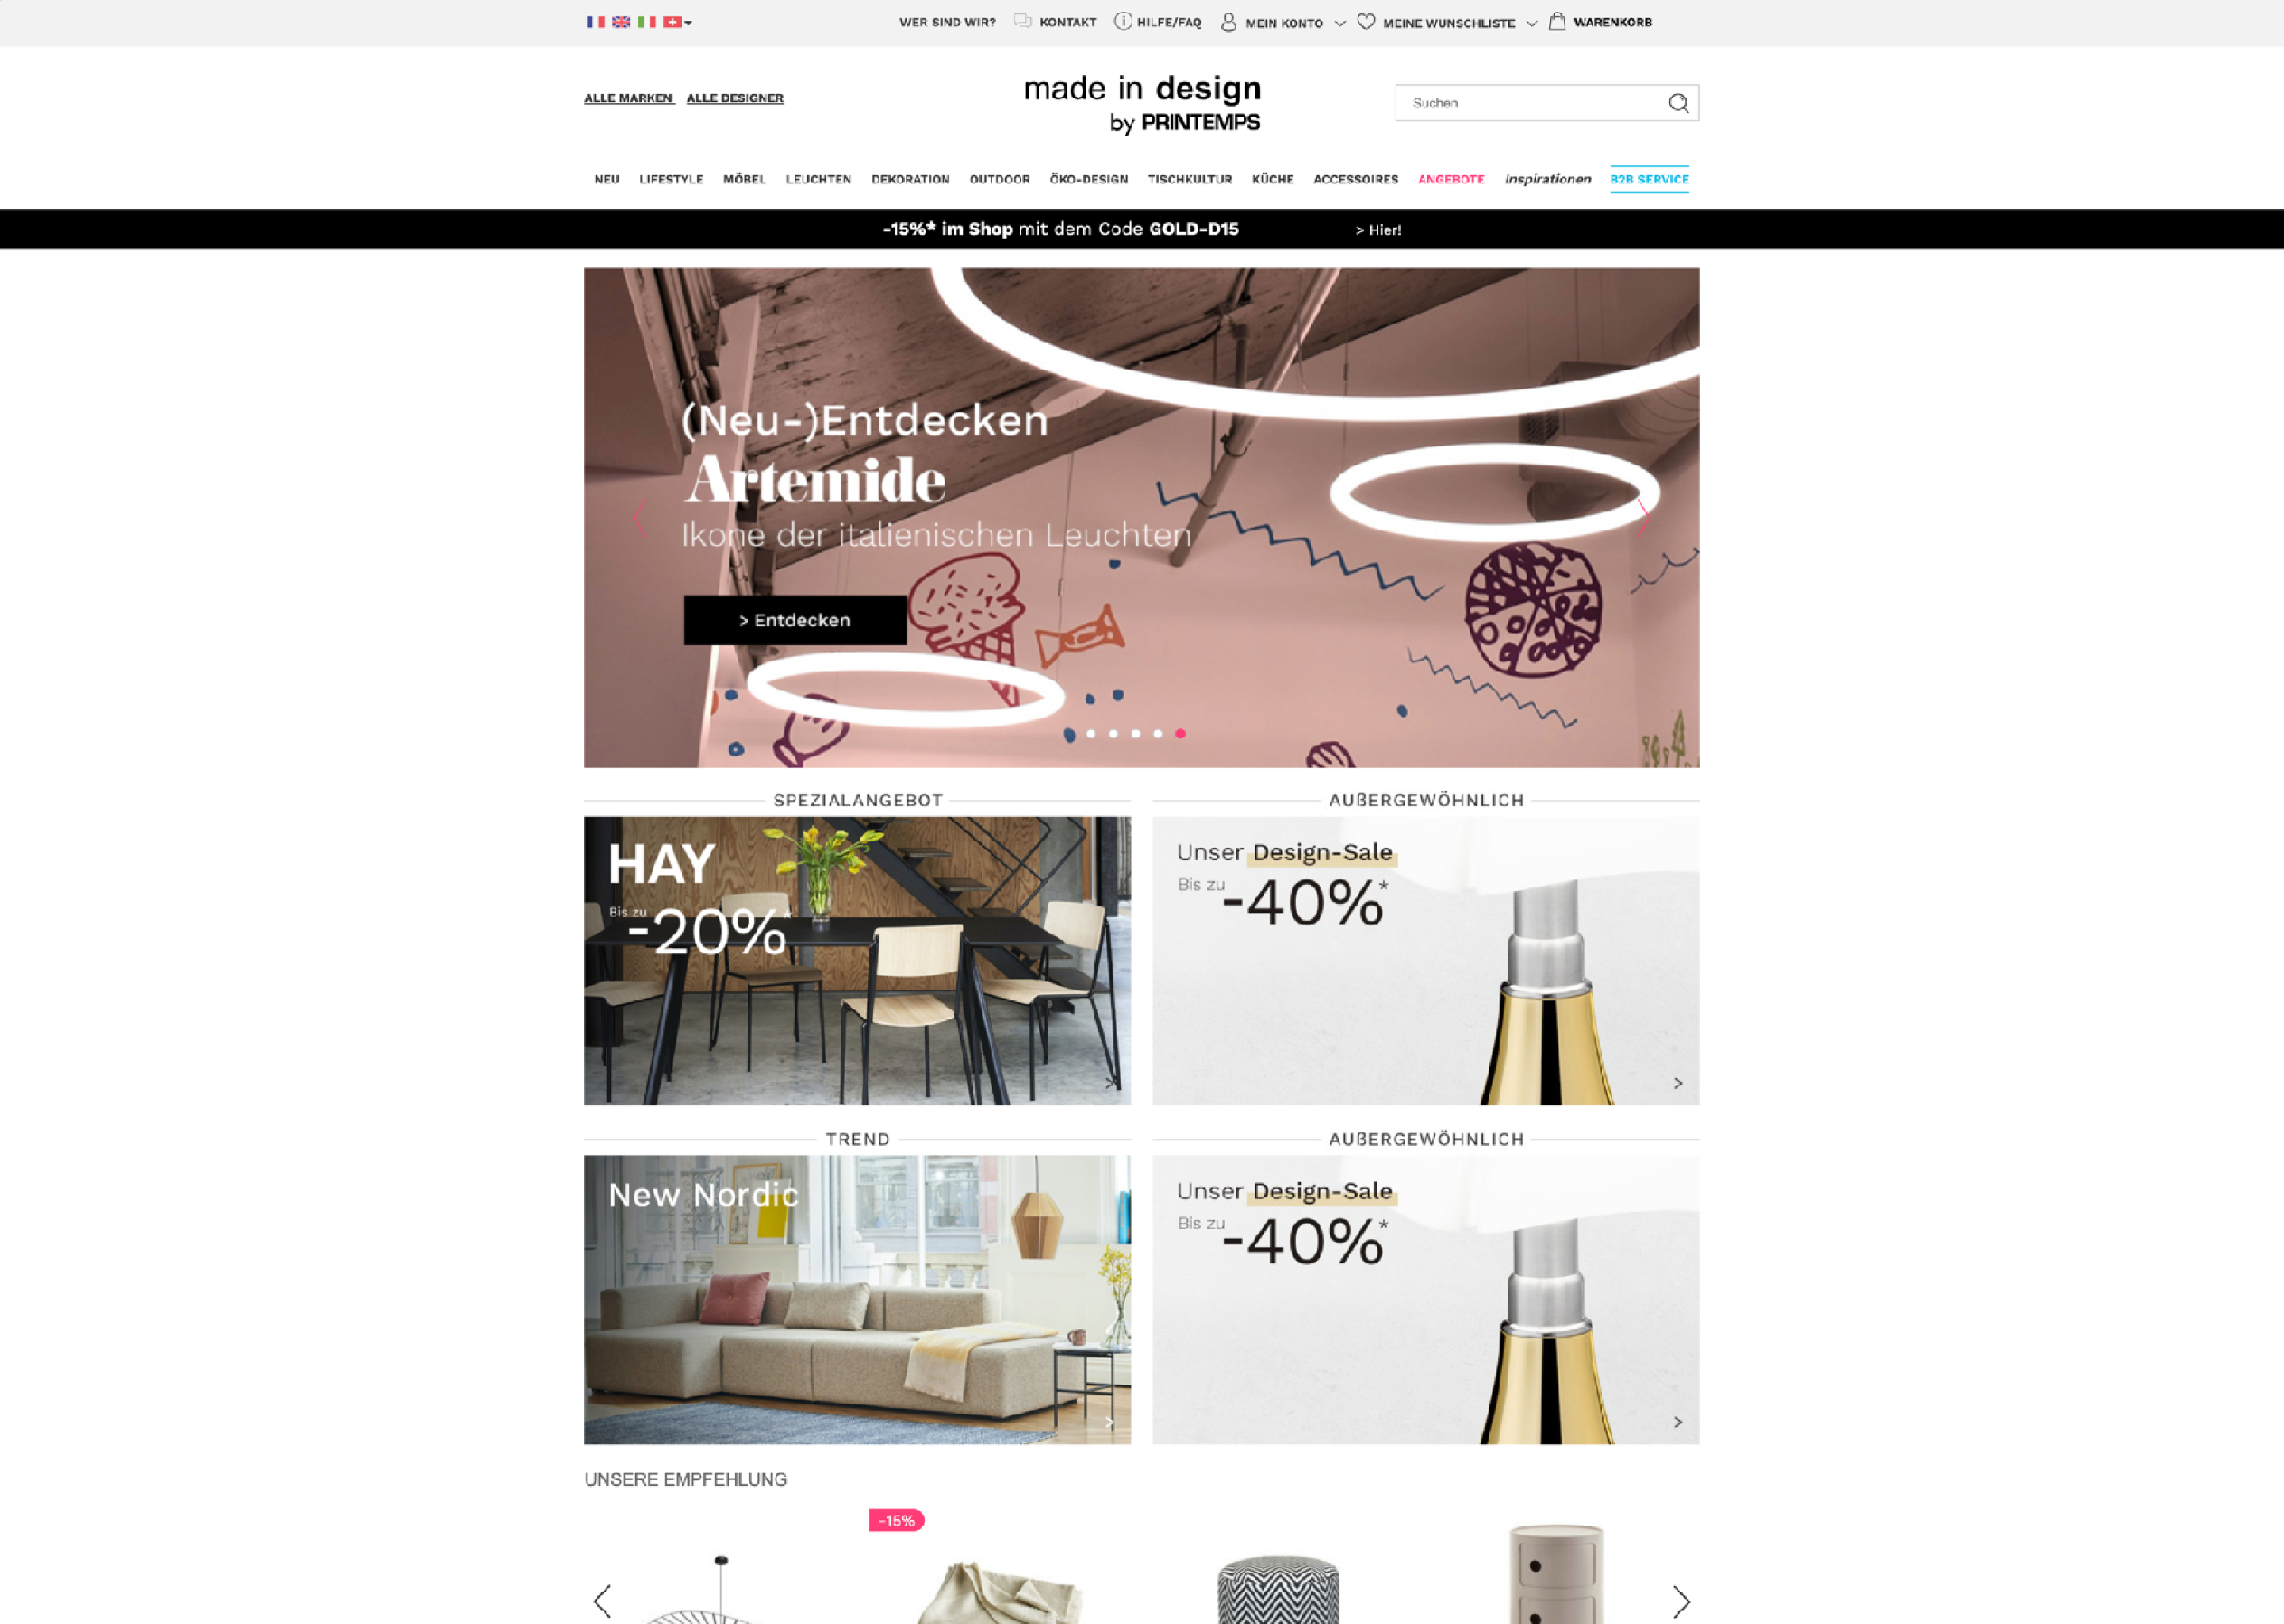 WER SIND WIR? KONTAKT HILFE/FAQ MEIN KONTO MEINE WUNSCHLISTE WARENKORB
ALLE MARKEN ALLE DESIGNER
made in design
by PRINTEMPS
Suchen
NEU LIFESTYLE MÖBEL LEUCHTEN DEKORATION OUTDOOR ÖKO-DESIGN TISCHKULTUR KÜCHE ACCESSOIRES ANGEBOTE Inspirationen B2B SERVICE
-15%* im Shop mit dem Code GOLD-D15 > Hier!
(Neu-)Entdecken
Artemide
Ikone der italienischen Leuchten
> Entdecken
SPEZIALANGEBOT
HAY
Bis zu
-20%*
AUßERGEWÖHNLICH
Unser Design-Sale
Bis zu
-40%*
TREND
New Nordic
AUßERGEWÖHNLICH
Unser Design-Sale
Bis zu
-40%*
UNSERE EMPFEHLUNG
-15%